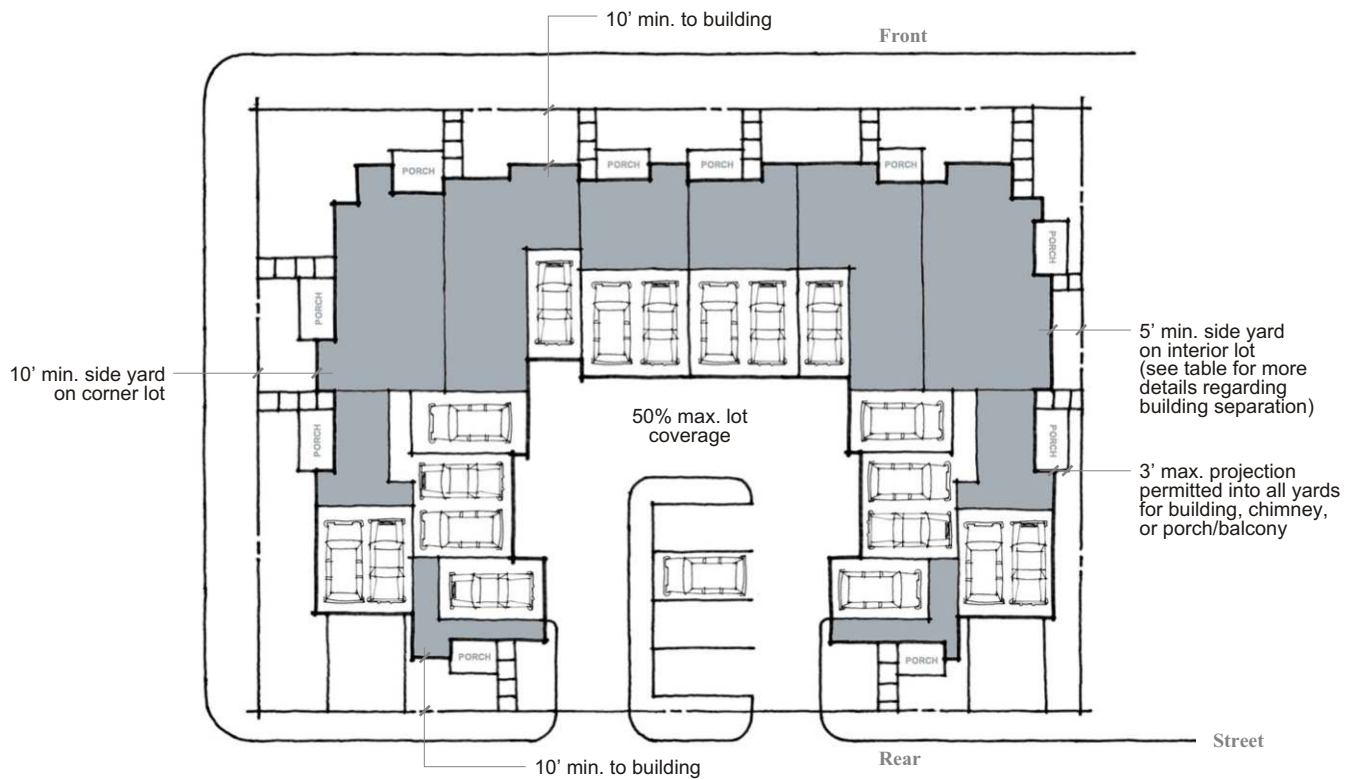 10’ min. to building
Front
PORCH
PORCH
PORCH
PORCH
PORCH
PORCH
5’ min. side yard
on interior lot
(see table for more
details regarding
building separation)
10’ min. side yard
on corner lot
50% max. lot
coverage
PORCH
PORCH
3’ max. projection
permitted into all yards
for building, chimney,
or porch/balcony
PORCH
PORCH
Street
Rear
10’ min. to building